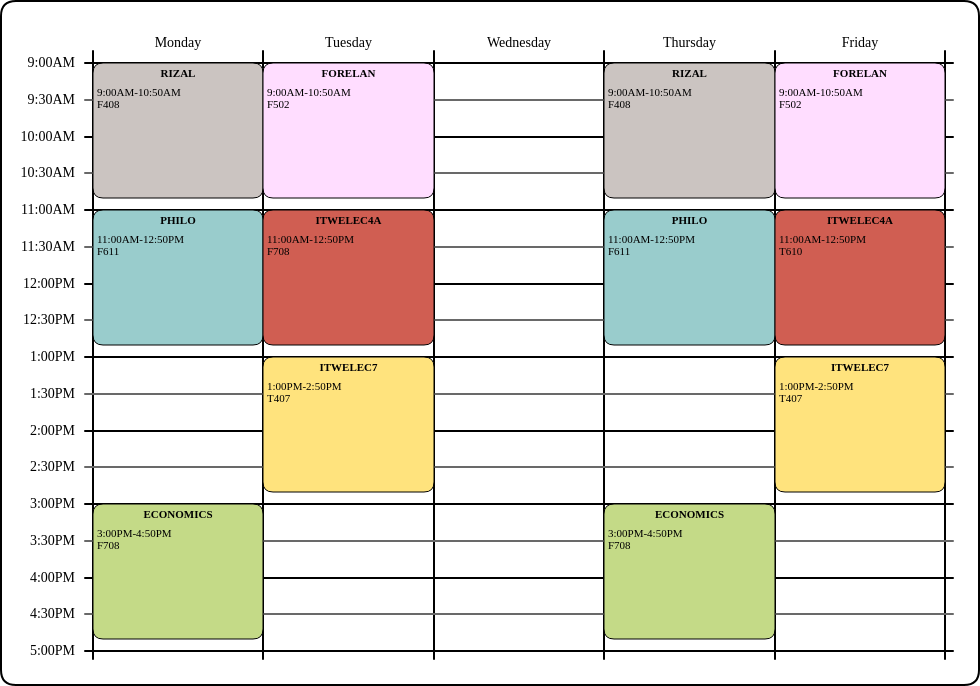 Monday Tuesday Wednesday Thursday Friday
9:00AM
RIZAL
9:00AM-10:50AM
F408
FORELAN
9:00AM-10:50AM
F502
RIZAL
9:00AM-10:50AM
F408
FORELAN
9:00AM-10:50AM
F502
9:30AM
10:00AM
10:30AM
11:00AM
PHILO
11:00AM-12:50PM
F611
ITWELEC4A
11:00AM-12:50PM
F708
PHILO
11:00AM-12:50PM
F611
ITWELEC4A
11:00AM-12:50PM
T610
11:30AM
12:00PM
12:30PM
1:00PM
ITWELEC7
1:00PM-2:50PM
T407
ITWELEC7
1:00PM-2:50PM
T407
1:30PM
2:00PM
2:30PM
3:00PM
ECONOMICS
3:00PM-4:50PM
F708
ECONOMICS
3:00PM-4:50PM
F708
3:30PM
4:00PM
4:30PM
5:00PM